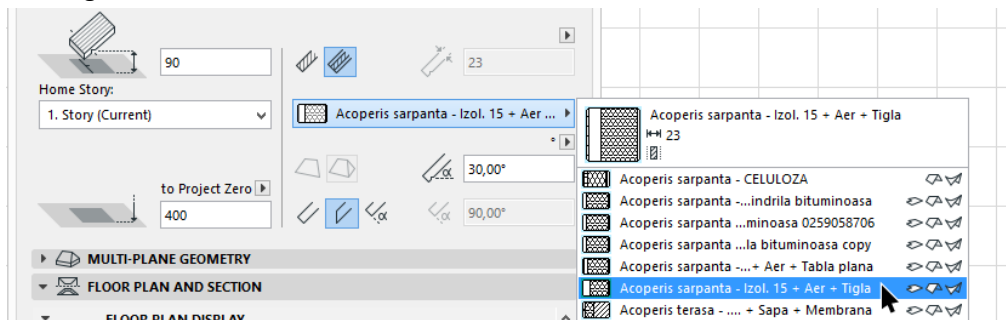 90
23
Home Story:
1. Story (Current)
Acoperis sarpanta - Izol. 15 + Aer ...
°
30,00°
to Project Zero
400
90,00°
MULTI-PLANE GEOMETRY
FLOOR PLAN AND SECTION
FLOOR PLAN DISPLAY
Acoperis sarpanta - Izol. 15 + Aer + Tigla
23
Acoperis sarpanta - CELULOZA
Acoperis sarpanta -...indrila bituminoasa
Acoperis sarpanta ...minoasa 0259058706
Acoperis sarpanta ...la bituminoasa copy
Acoperis sarpanta -...+ Aer + Tabla plana
Acoperis sarpanta - Izol. 15 + Aer + Tigla
Acoperis terasa - .... + Sapa + Membrana